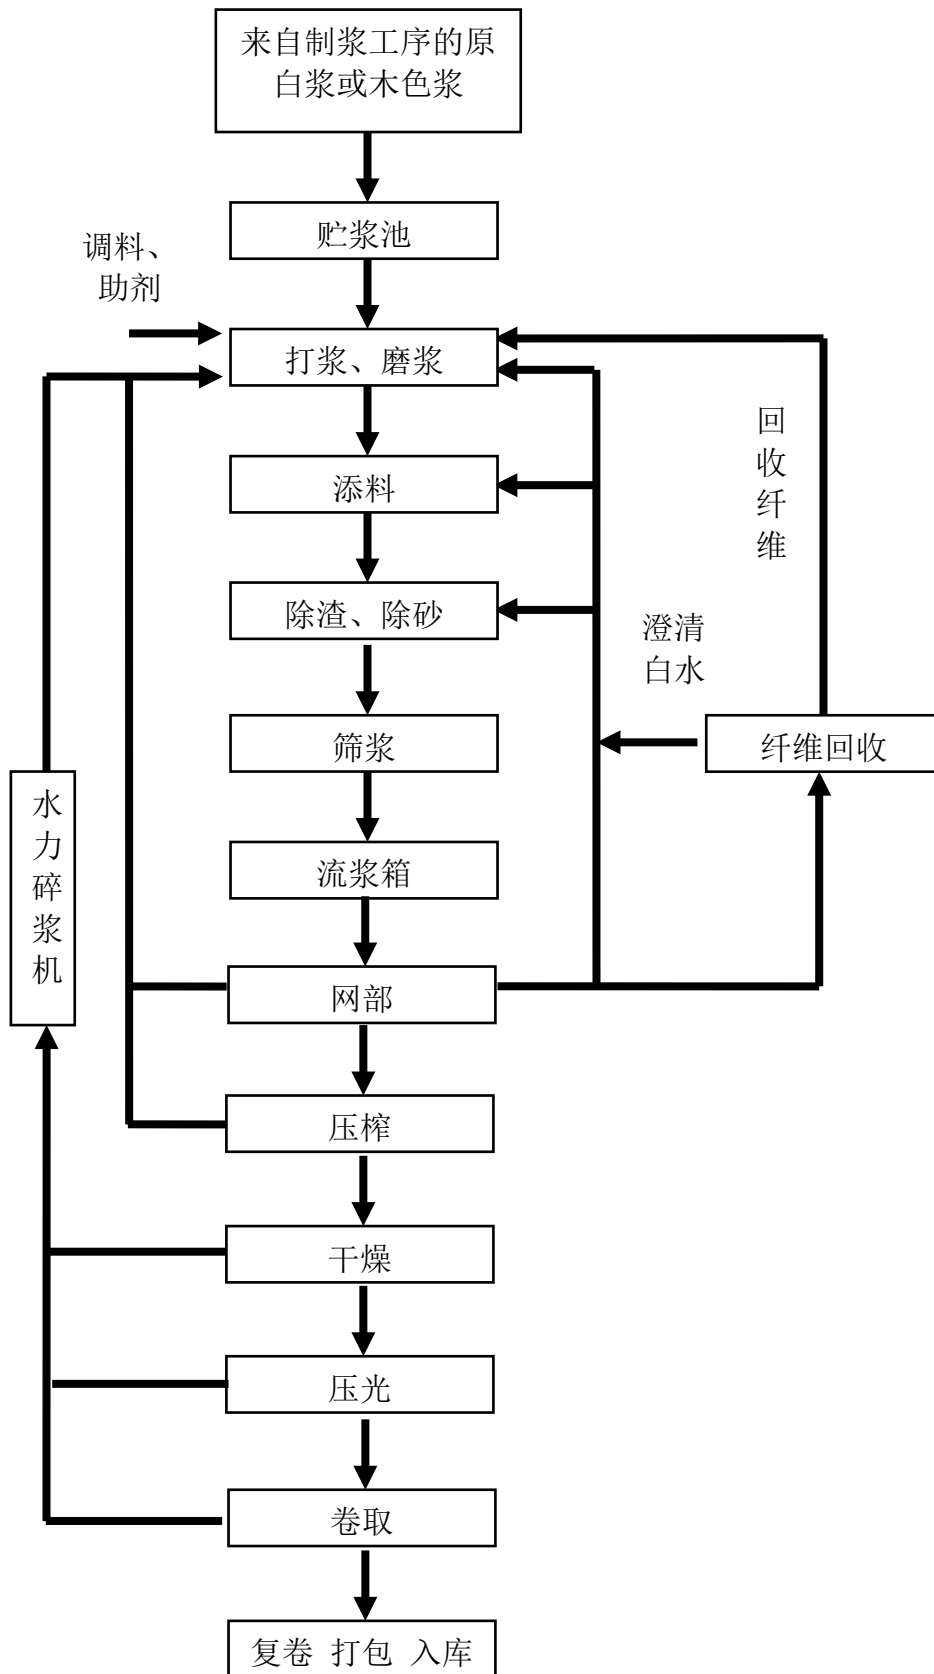 来自制浆工序的原
白浆或木色浆
贮浆池
调料、
助剂
打浆、磨浆
回
收
纤
维
添料
除渣、除砂
澄清
白水
筛浆
纤维回收
水
力
碎
浆
机
流浆箱
网部
压榨
干燥
压光
卷取
复卷 打包 入库